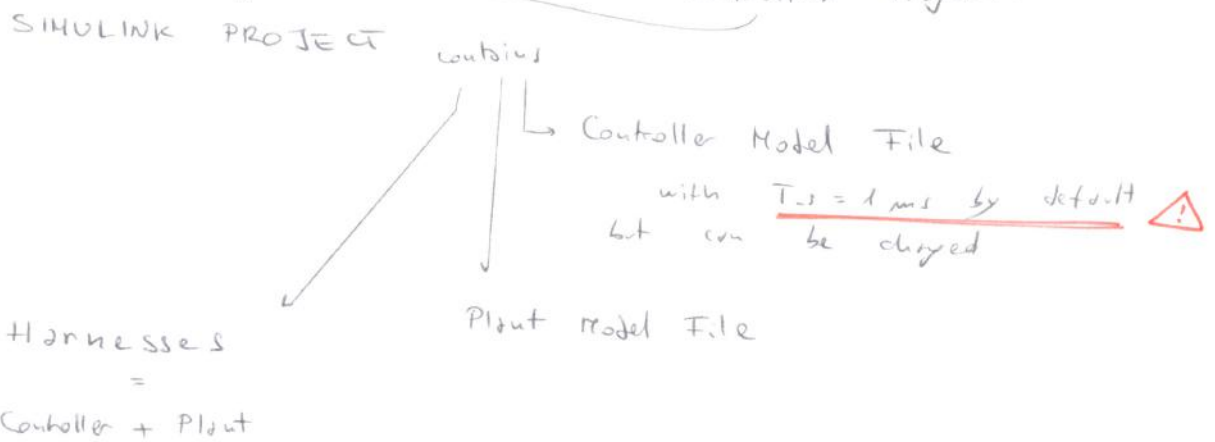 SIMULINK PROJECT contains
Controller Model File
with T_s = 1 ms by default
but can be changed
Plant Model File
Harnesses
=
Controller + Plant